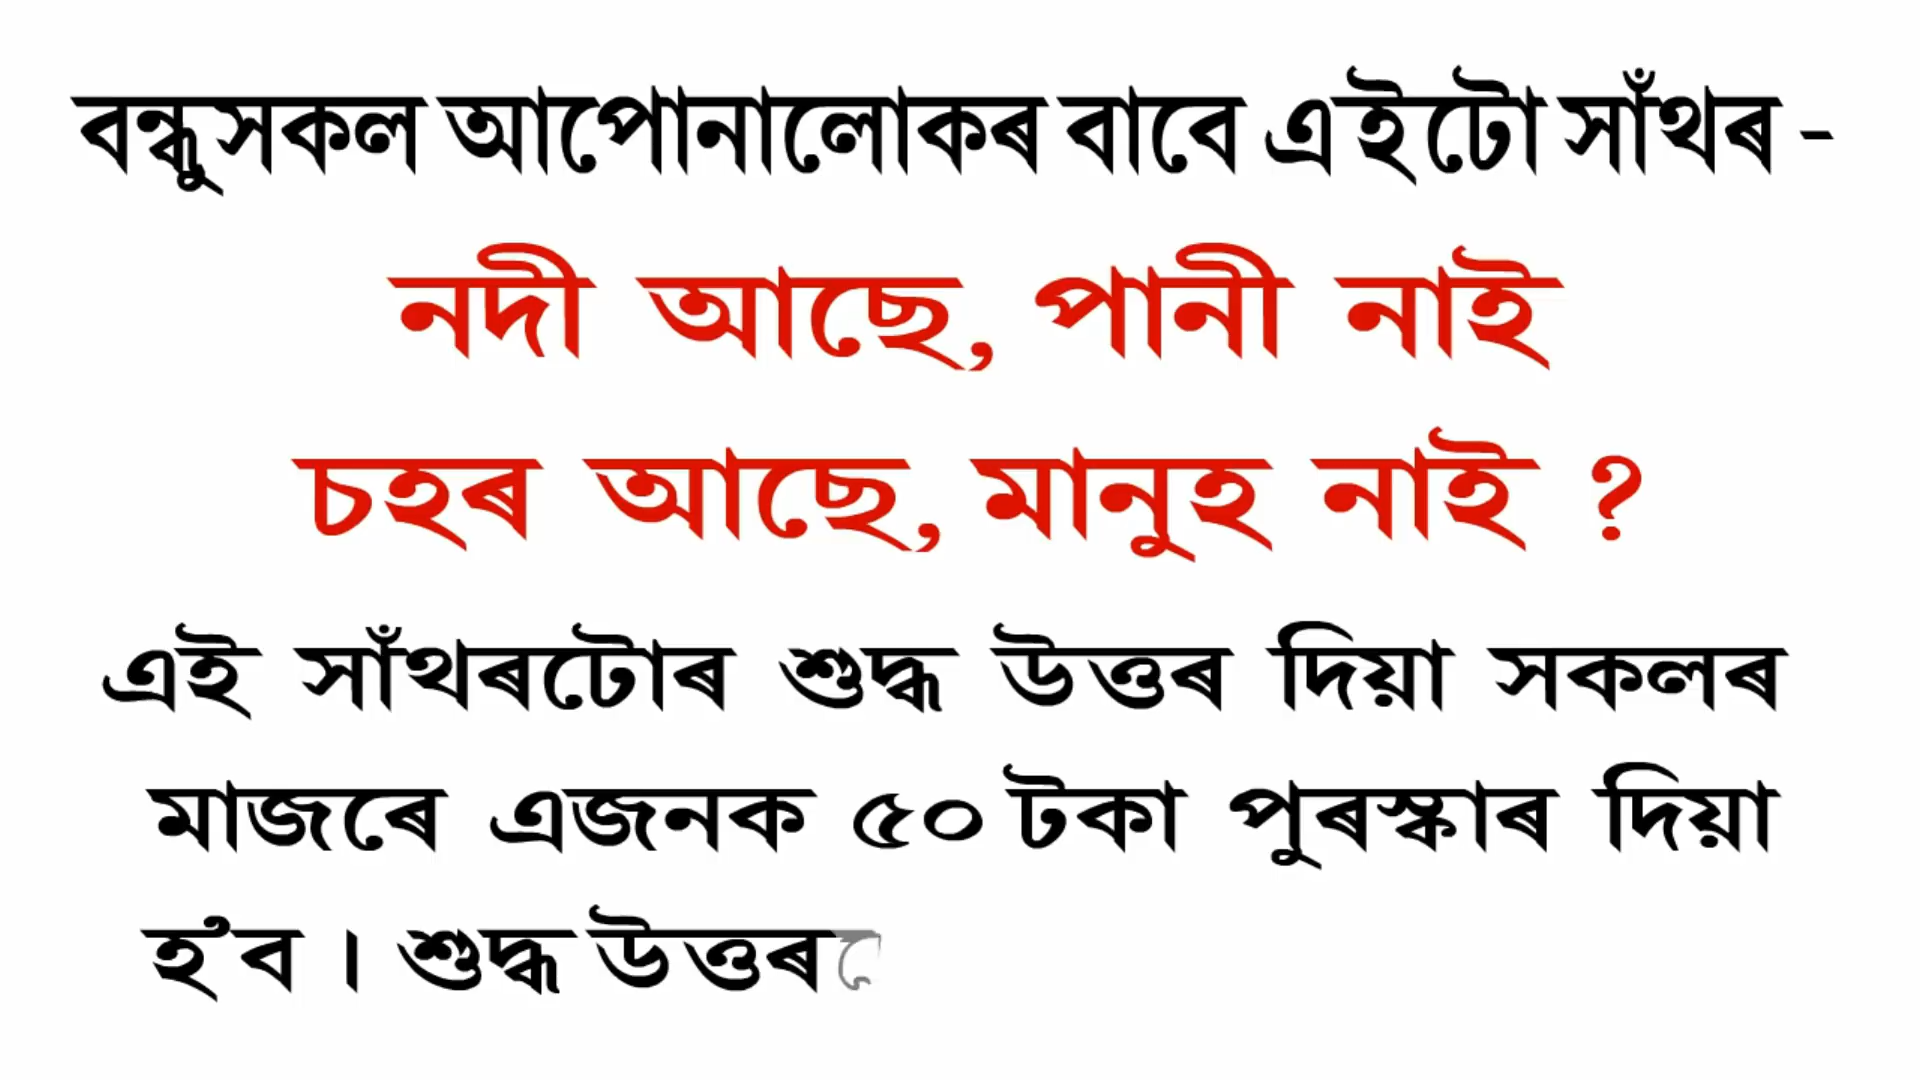 বন্ধুসকল আপোনালোকৰ বাবে এইটো সাঁথৰ -
নদী আছে, পানী নাই
চহৰ আছে, মানুহ নাই ?
এই সাঁথৰটোৰ শুদ্ধ উত্তৰ দিয়া সকলৰ
মাজৰে এজনক ৫০ টকা পুৰস্কাৰ দিয়া
হ'ব । শুদ্ধ উত্তৰ